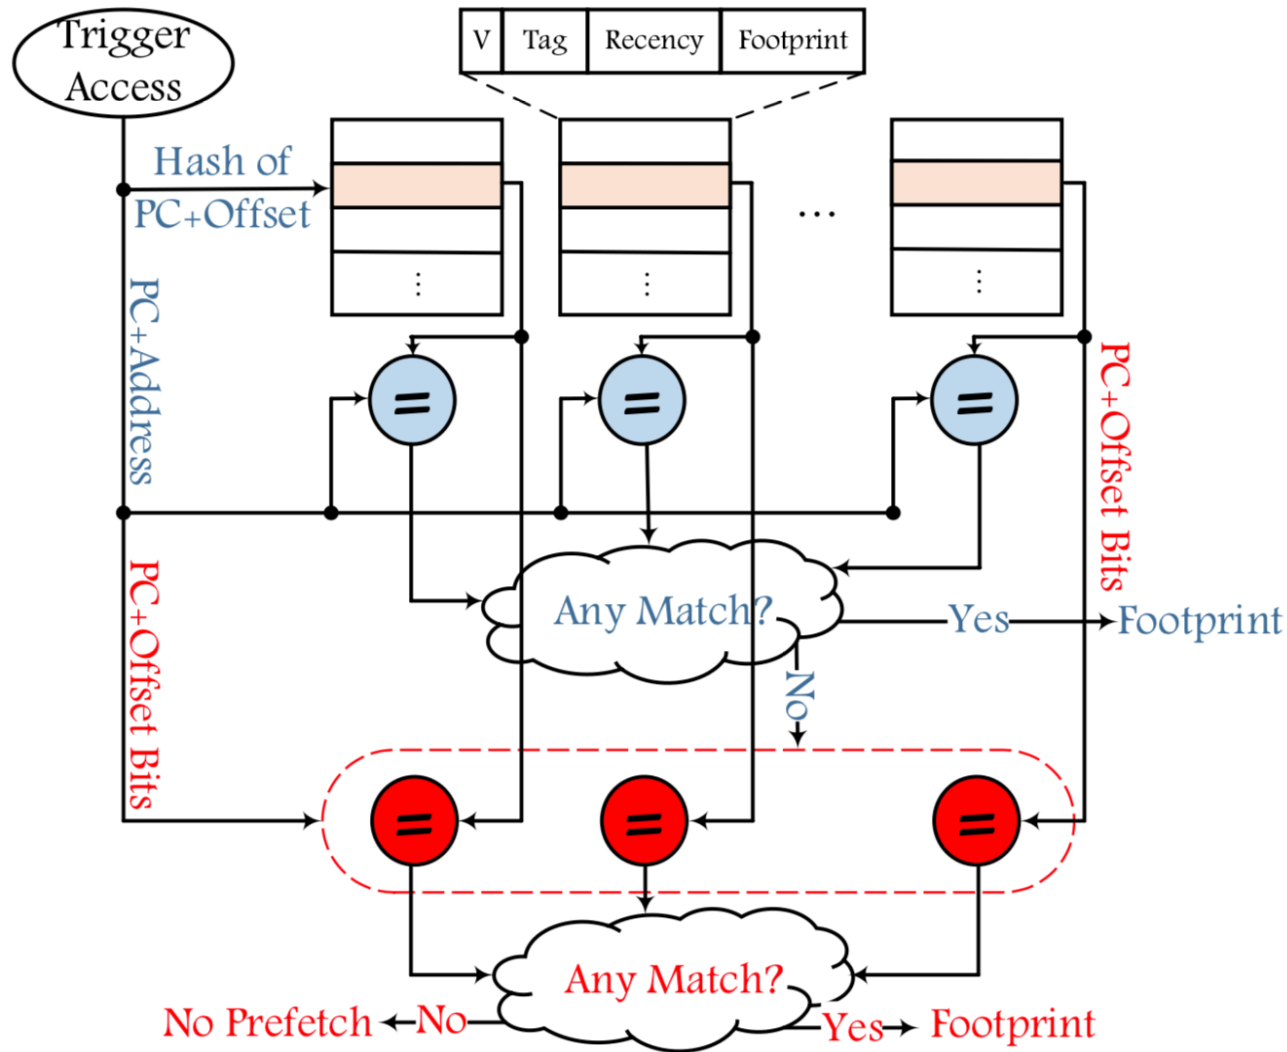 Trigger
Access
V Tag Recency Footprint
Hash of
PC+Offset
...
⋮ ⋮ ⋮
PC+Address
= = =
PC+Offset Bits
PC+Offset Bits
Any Match?
Yes
Footprint
No
= = =
Any Match?
No Prefetch
No
Yes
Footprint